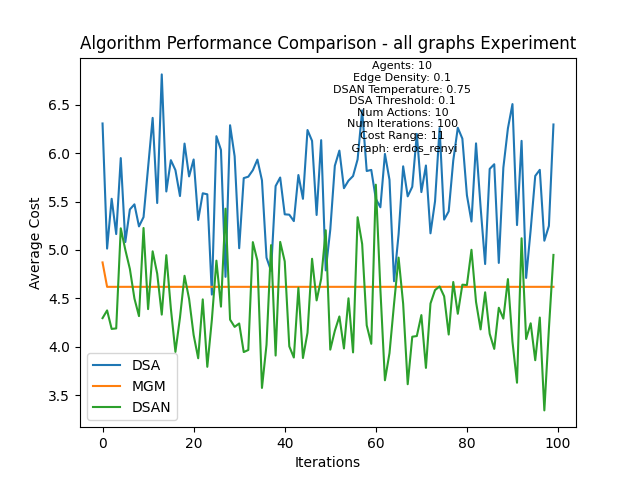 Algorithm Performance Comparison - all graphs Experiment
Agents: 10
Edge Density: 0.1
DSAN Temperature: 0.75
DSA Threshold: 0.1
Num Actions: 10
Num Iterations: 100
Cost Range: 11
Graph: erdos_renyi
Average Cost
6.5
6.0
5.5
5.0
4.5
4.0
3.5
DSA
MGM
DSAN
0 20 40 60 80 100
Iterations